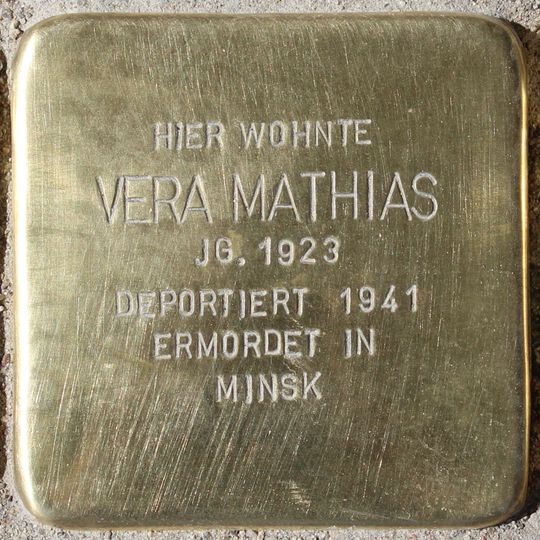 HIER WOHNTE
VERA MATHIAS
JG. 1923
DEPORTIERT 1941
ERMORDET IN
MINSK